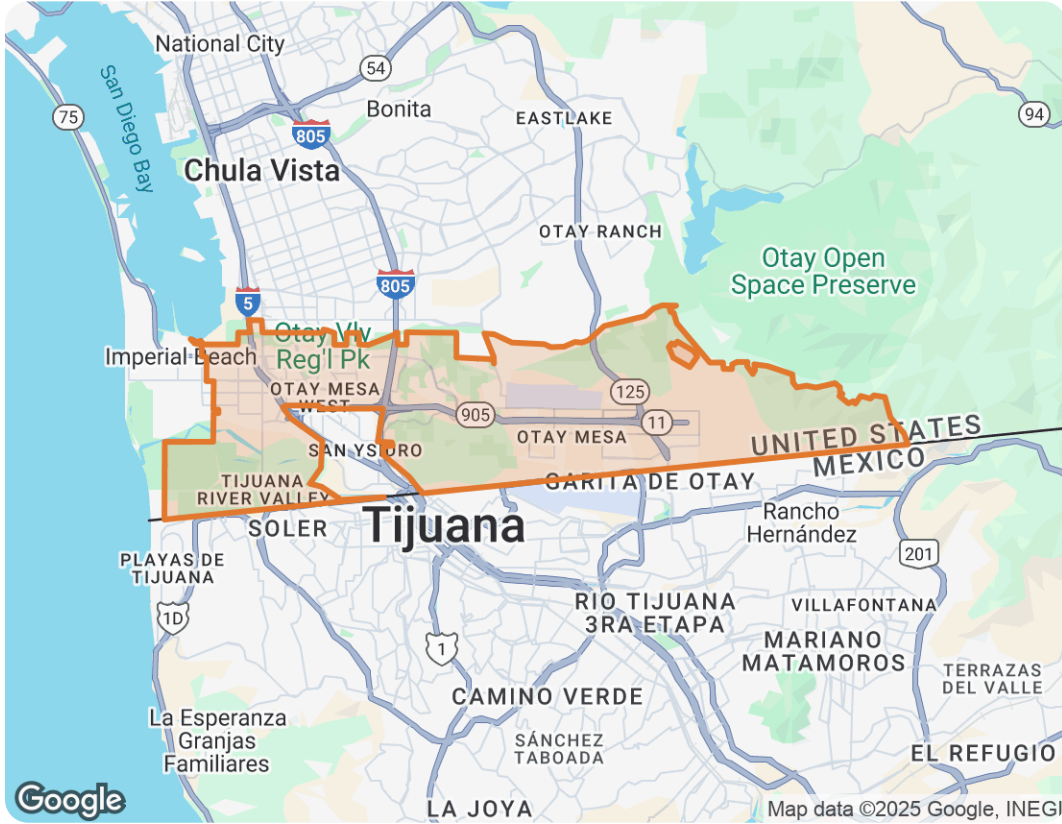 National City
54
San Diego Bay
75
Bonita
94
EASTLAKE
805
Chula Vista
OTAY RANCH
Otay Open
Space Preserve
805
5
Otay Vly
Reg'l Pk
Imperial Beach
OTAY MESA
WEST
125
905
11
OTAY MESA
SAN YSIDRO
UNITED STATES
MEXICO
TIJUANA
RIVER VALLEY
GARITA DE OTAY
SOLER
Tijuana
Rancho
Hernández
PLAYAS DE
TIJUANA
201
1D
RIO TIJUANA
3RA ETAPA
VILLAFONTANA
1
MARIANO
MATAMOROS
TERRAZAS
DEL VALLE
CAMINO VERDE
La Esperanza
Granjas
Familiares
SÁNCHEZ
TABOADA
EL REFUGIO
Google
LA JOYA
Map data ©2025 Google, INEGI